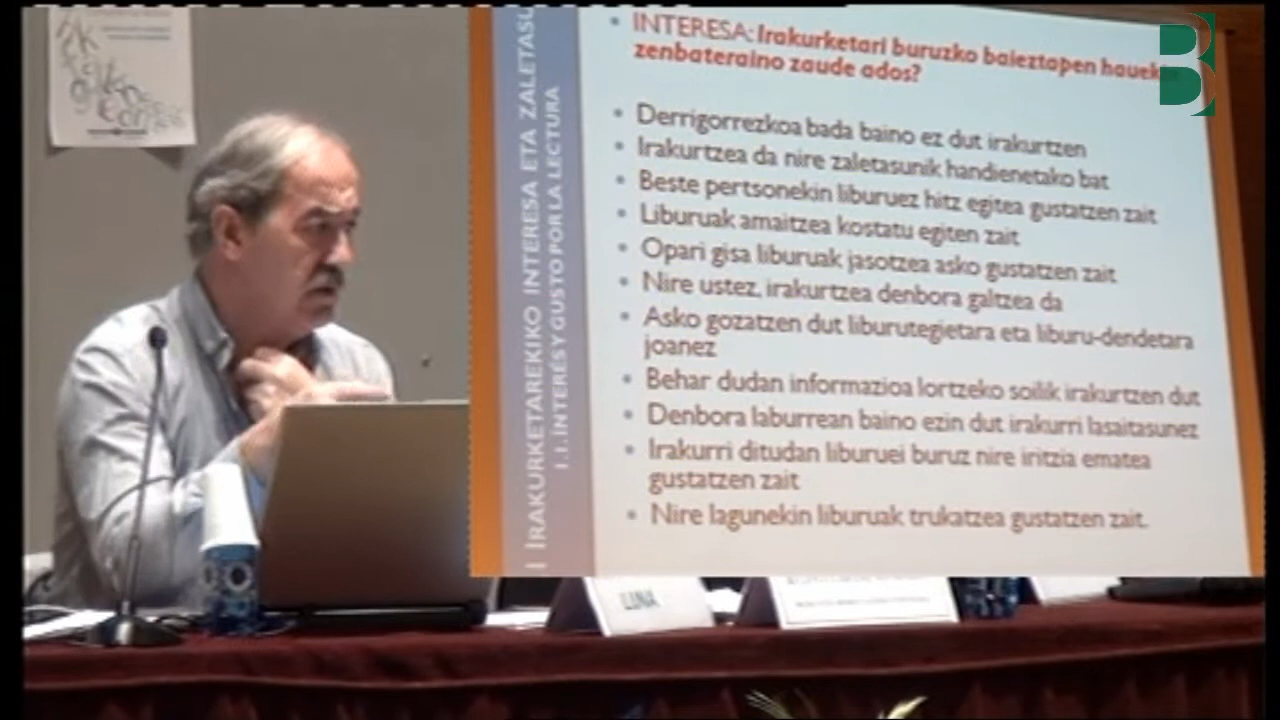 INTERESA: Irakurketari buruzko baieztapen hauekin
zenbateraino zaude ados?
Derrigorrezkoa bada baino ez dut irakurtzen
Irakurtzea da nire zaletasunik handienetako bat
Beste pertsonekin liburuez hitz egitea gustatzen zait
Liburuak amaitzea kostatu egiten zait
Opari gisa liburuak jasotzea asko gustatzen zait
Nire ustez, irakurtzea denbora galtzea da
Asko gozatzen dut liburutegietara eta liburu-dendetara
joanez
Behar dudan informazioa lortzeko soilik irakurtzen dut
Denbora laburrean baino ezin dut irakurri lasaitasunez
Irakurri ditudan liburuei buruz nire iritzia ematea
gustatzen zait
Nire lagunekin liburuak trukatzea gustatzen zait.
I IRAKURKETAREKIKO INTERESA ETA ZALETASU
1.1.INTERÉS Y GUSTO POR LA LECTURA
LUNA
B